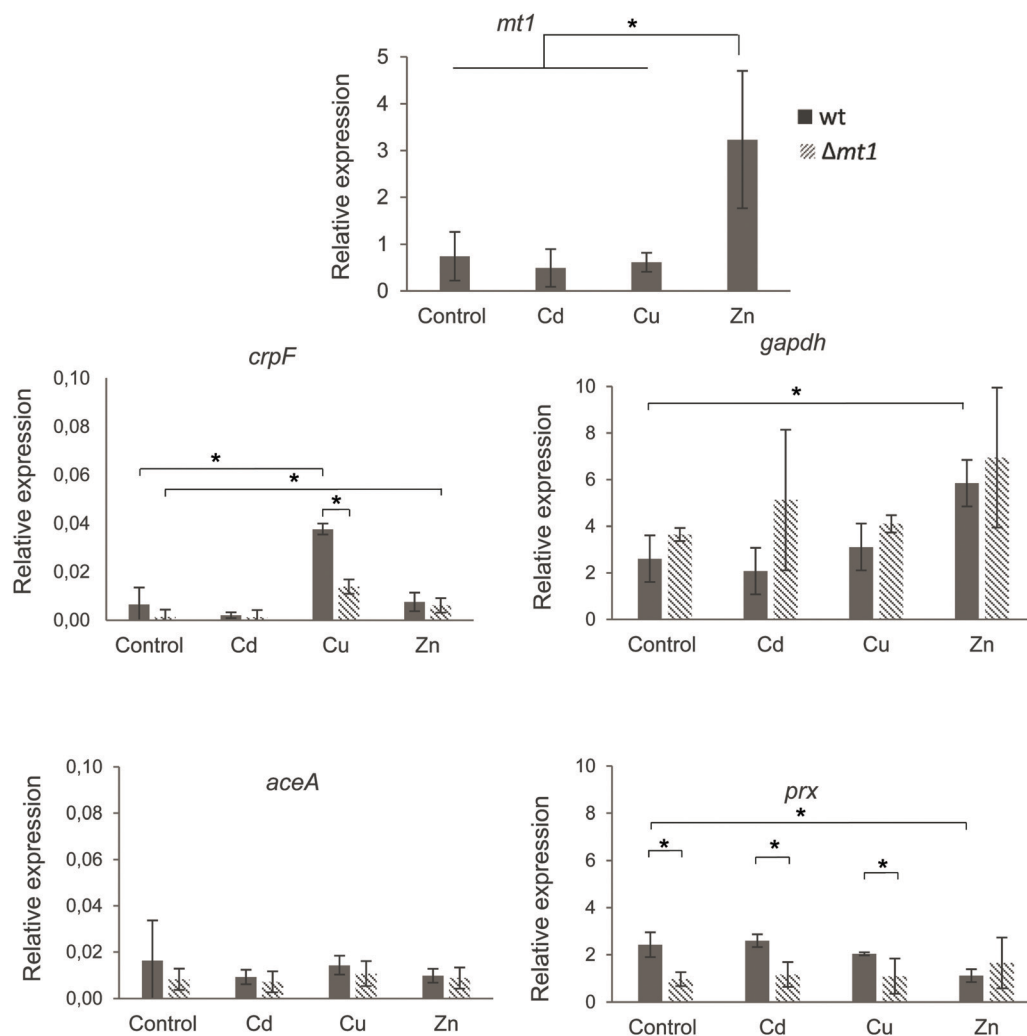 mt1
*
Relative expression
5
4
3
2
1
0
Control Cd Cu Zn
wt
Δmt1
crpF
Relative expression
0,10
0,08
0,06
0,04
0,02
0,00
*
*
*
Control Cd Cu Zn
gapdh
Relative expression
10
8
6
4
2
0
*
Control Cd Cu Zn
aceA
Relative expression
0,10
0,08
0,06
0,04
0,02
0,00
Control Cd Cu Zn
prx
Relative expression
10
8
6
4
2
0
*
* * *
Control Cd Cu Zn